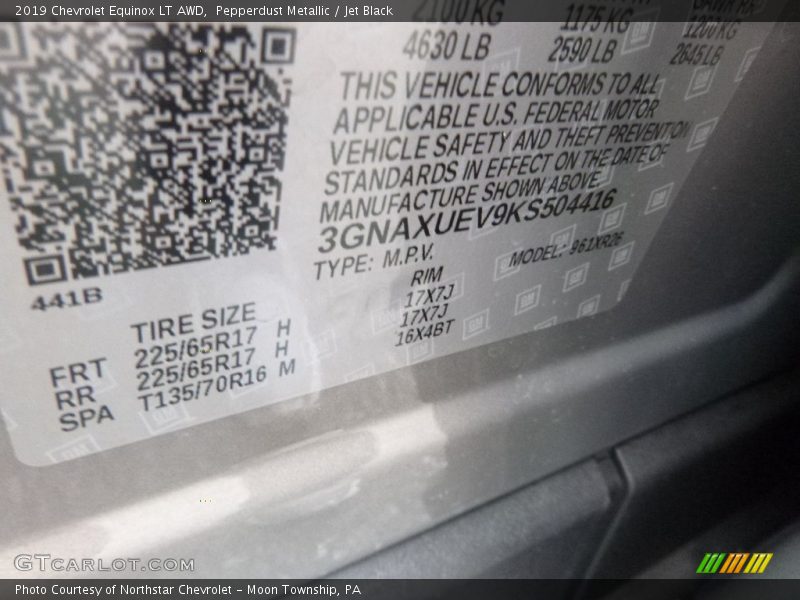 2019 Chevrolet Equinox LT AWD,  Pepperdust Metallic / Jet Black
2100 KG 1175 KG 1200 KG
4630 LB 2590 LB 2645 LB
THIS VEHICLE CONFORMS TO ALL
APPLICABLE U.S. FEDERAL MOTOR
VEHICLE SAFETY AND THEFT PREVENTION
STANDARDS IN EFFECT ON THE DATE OF
MANUFACTURE SHOWN ABOVE.
3GNAXUEV9KS504416
TYPE: M.P.V. MODEL: 961XR26
441B
TIRE SIZE RIM
FRT 225/65R17 H 17X7J
RR 225/65R17 H 17X7J
SPA T135/70R16 M 16X4BT
GTCARLOT.COM
Photo Courtesy of Northstar Chevrolet – Moon Township, PA